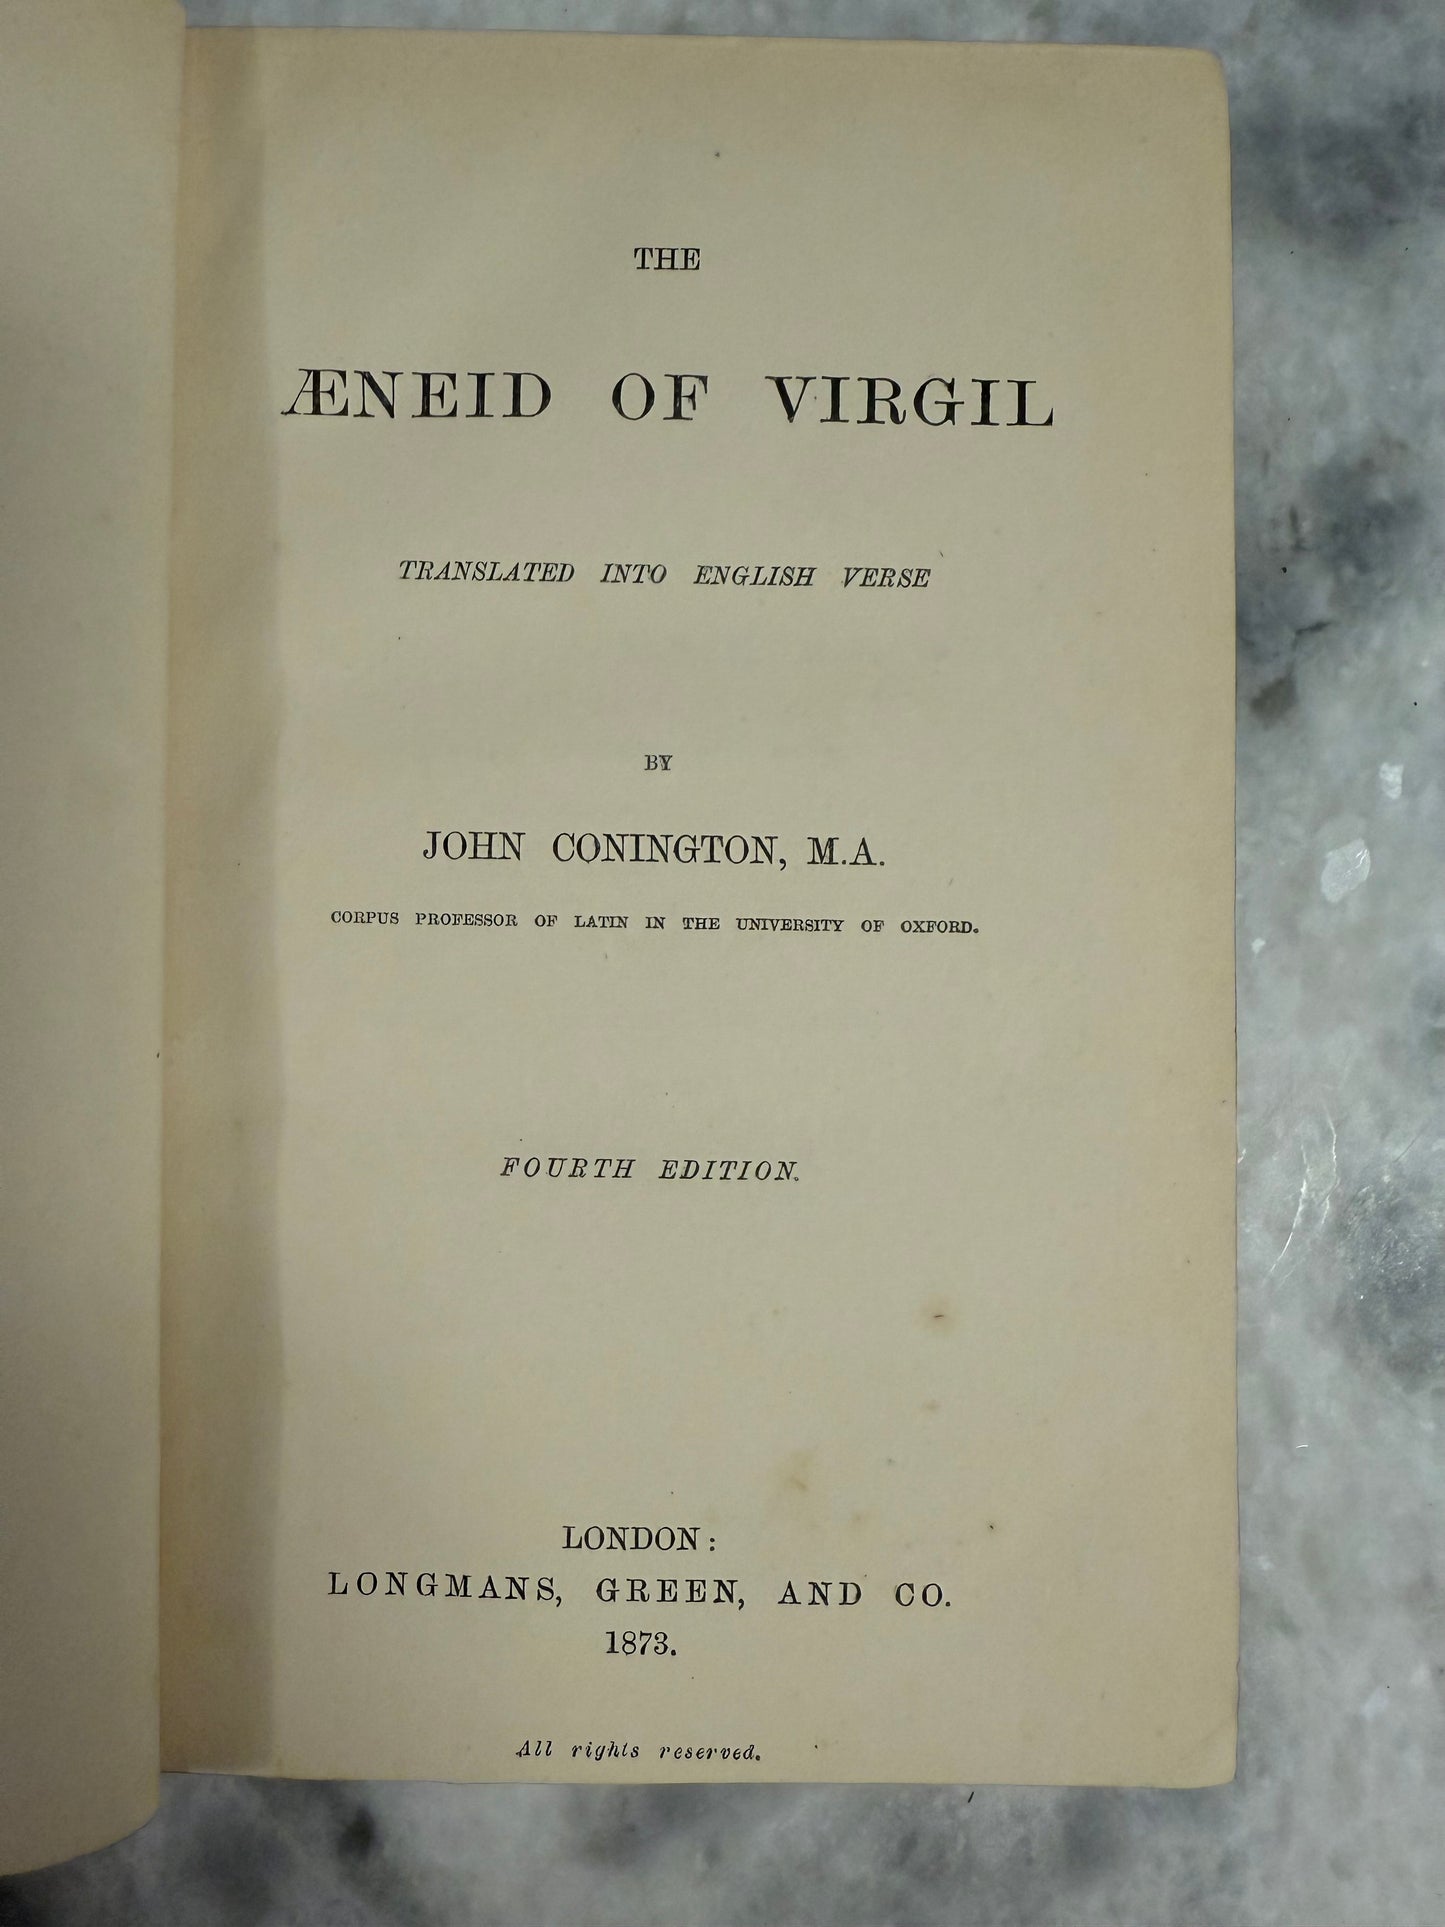 THE
ÆNEID OF VIRGIL
TRANSLATED INTO ENGLISH VERSE
BY
JOHN CONINGTON, M.A.
CORPUS PROFESSOR OF LATIN IN THE UNIVERSITY OF OXFORD.
FOURTH EDITION.
LONDON:
LONGMANS, GREEN, AND CO.
1873.
All rights reserved.